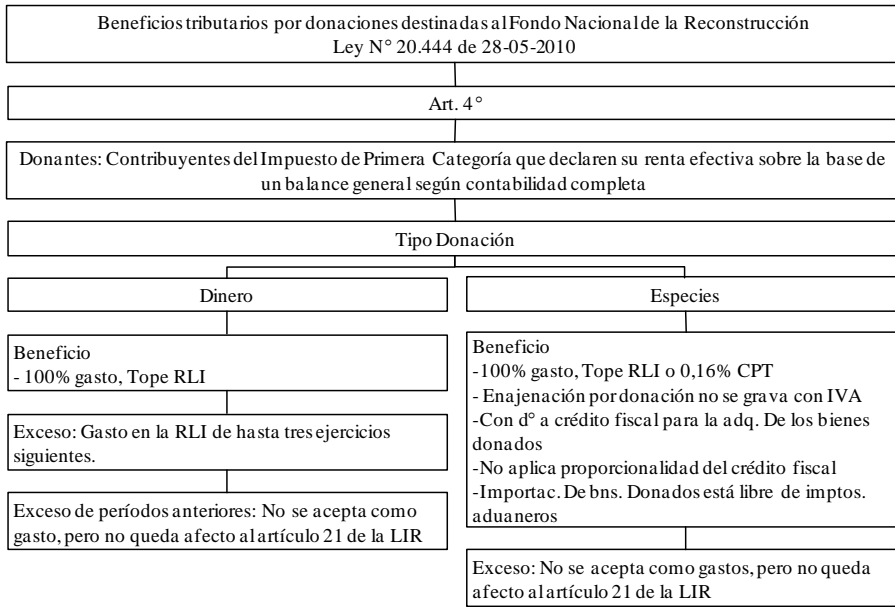 Beneficios tributarios por donaciones destinadas al Fondo Nacional de la Reconstrucción
Ley N° 20.444 de 28-05-2010
Art. 4°
Donantes: Contribuyentes del Impuesto de Primera Categoría que declaren su renta efectiva sobre la base de
un balance general según contabilidad completa
Tipo Donación
Dinero
Beneficio
- 100% gasto, Tope RLI
Exceso: Gasto en la RLI de hasta tres ejercicios
siguientes.
Exceso de períodos anteriores: No se acepta como
gasto, pero no queda afecto al artículo 21 de la LIR
Especies
Beneficio
-100% gasto, Tope RLI o 0,16% CPT
- Enajenación por donación no se grava con IVA
-Con d° a crédito fiscal para la adq. De los bienes
donados
-No aplica proporcionalidad del crédito fiscal
-Importac. De bns. Donados está libre de imptos.
aduaneros
Exceso: No se acepta como gastos, pero no queda
afecto al artículo 21 de la LIR